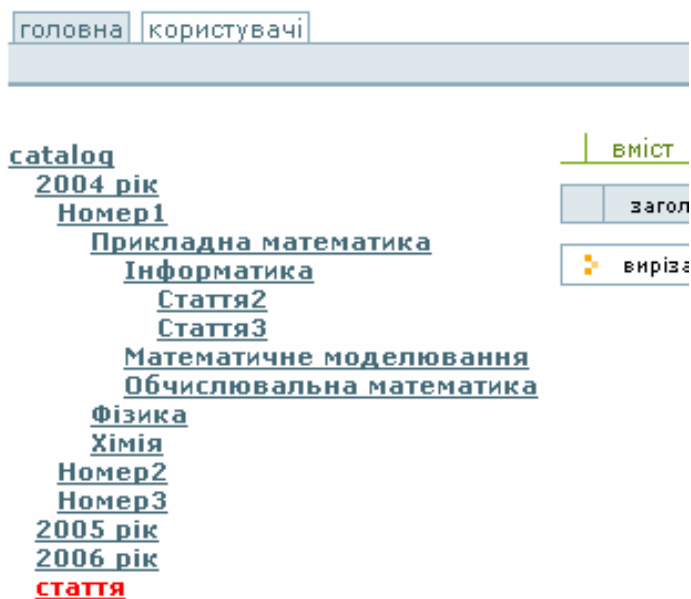 головна користувачі
catalog
вміст
2004 рік
Номер1
загол
Прикладна математика
Інформатика
виріза
Стаття2
Стаття3
Математичне моделювання
Обчислювальна математика
Фізика
Хімія
Номер2
Номер3
2005 рік
2006 рік
стаття